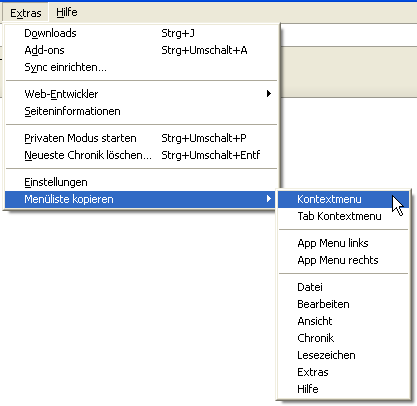 Extras Hilfe
Downloads Strg+J
Add-ons Strg+Umschalt+A
Sync einrichten...
Web-Entwickler
Seiteninformationen
Privaten Modus starten Strg+Umschalt+P
Neueste Chronik löschen... Strg+Umschalt+Entf
Einstellungen
Menüliste kopieren
Kontextmenu
Tab Kontextmenu
App Menu links
App Menu rechts
Datei
Bearbeiten
Ansicht
Chronik
Lesezeichen
Extras
Hilfe